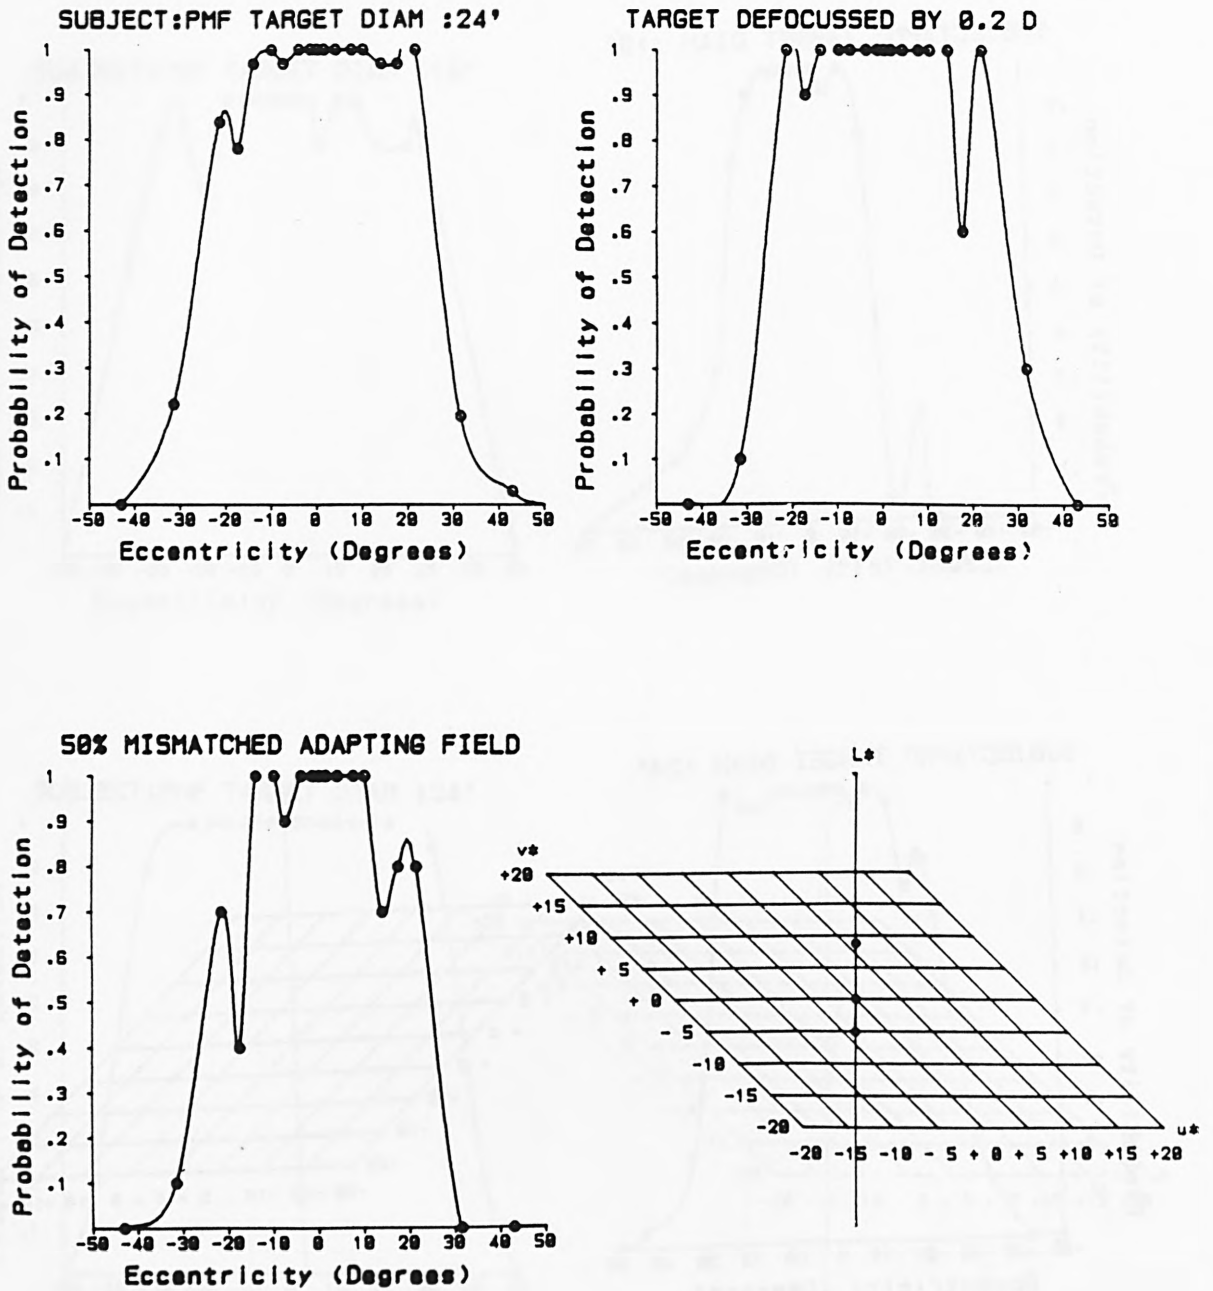 SUBJECT:PMF TARGET DIAM :24'
Probability of Detection
1
.9
.8
.7
.6
.5
.4
.3
.2
.1
-50 -40 -30 -20 -10 0 10 20 30 40 50
Eccentricity (Degrees)
TARGET DEFOCUSSED BY 0.2 D
Probability of Detection
1
.9
.8
.7
.6
.5
.4
.3
.2
.1
-50 -40 -30 -20 -10 0 10 20 30 40 50
Eccentricity (Degrees)
50% MISMATCHED ADAPTING FIELD
Probability of Detection
1
.9
.8
.7
.6
.5
.4
.3
.2
.1
-50 -40 -30 -20 -10 0 10 20 30 40 50
Eccentricity (Degrees)
L*
v*
+20
+15
+10
+ 5
+ 0
- 5
-10
-15
-20
-20 -15 -10 - 5 + 0 + 5 +10 +15 +20
u*